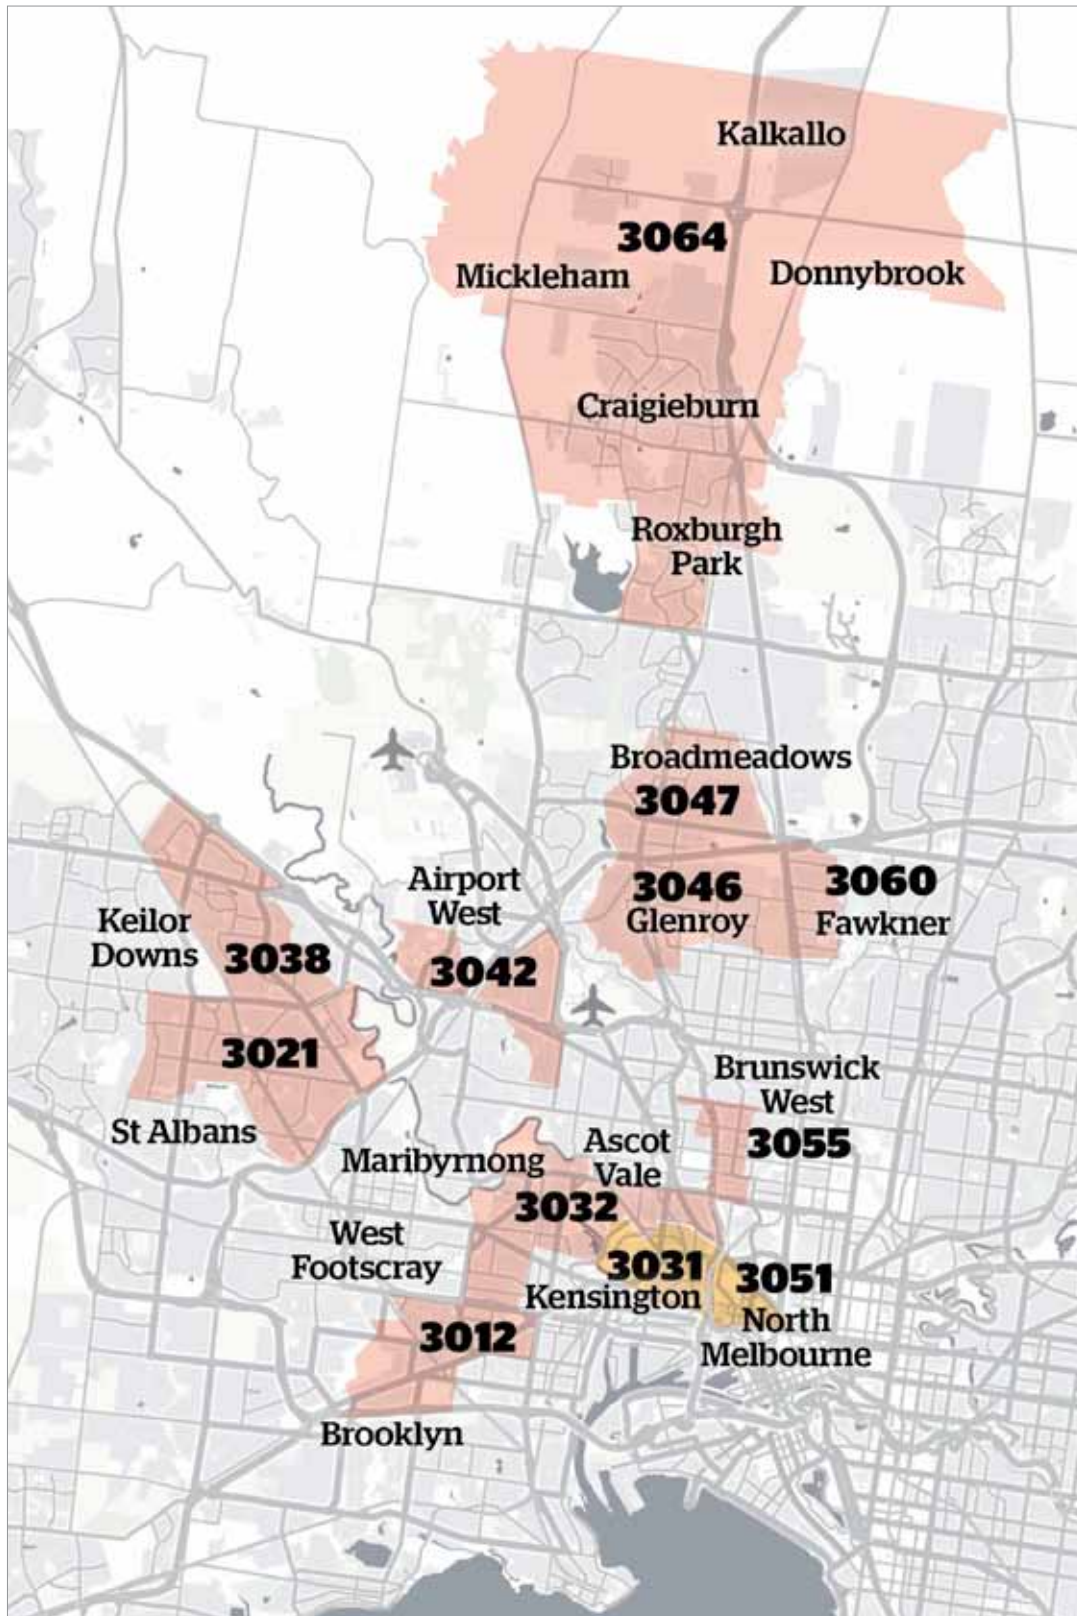 Kalkallo
3064
Mickleham
Donnybrook
Craigieburn
Roxburgh
Park
Broadmeadows
3047
Airport
West
3046
Glenroy
3060
Fawkner
Keilor
Downs
3038
3042
3021
St Albans
Brunswick
West
3055
Maribyrnong
Ascot
Vale
3032
West
Footscray
3031
Kensington
3051
North
Melbourne
3012
Brooklyn